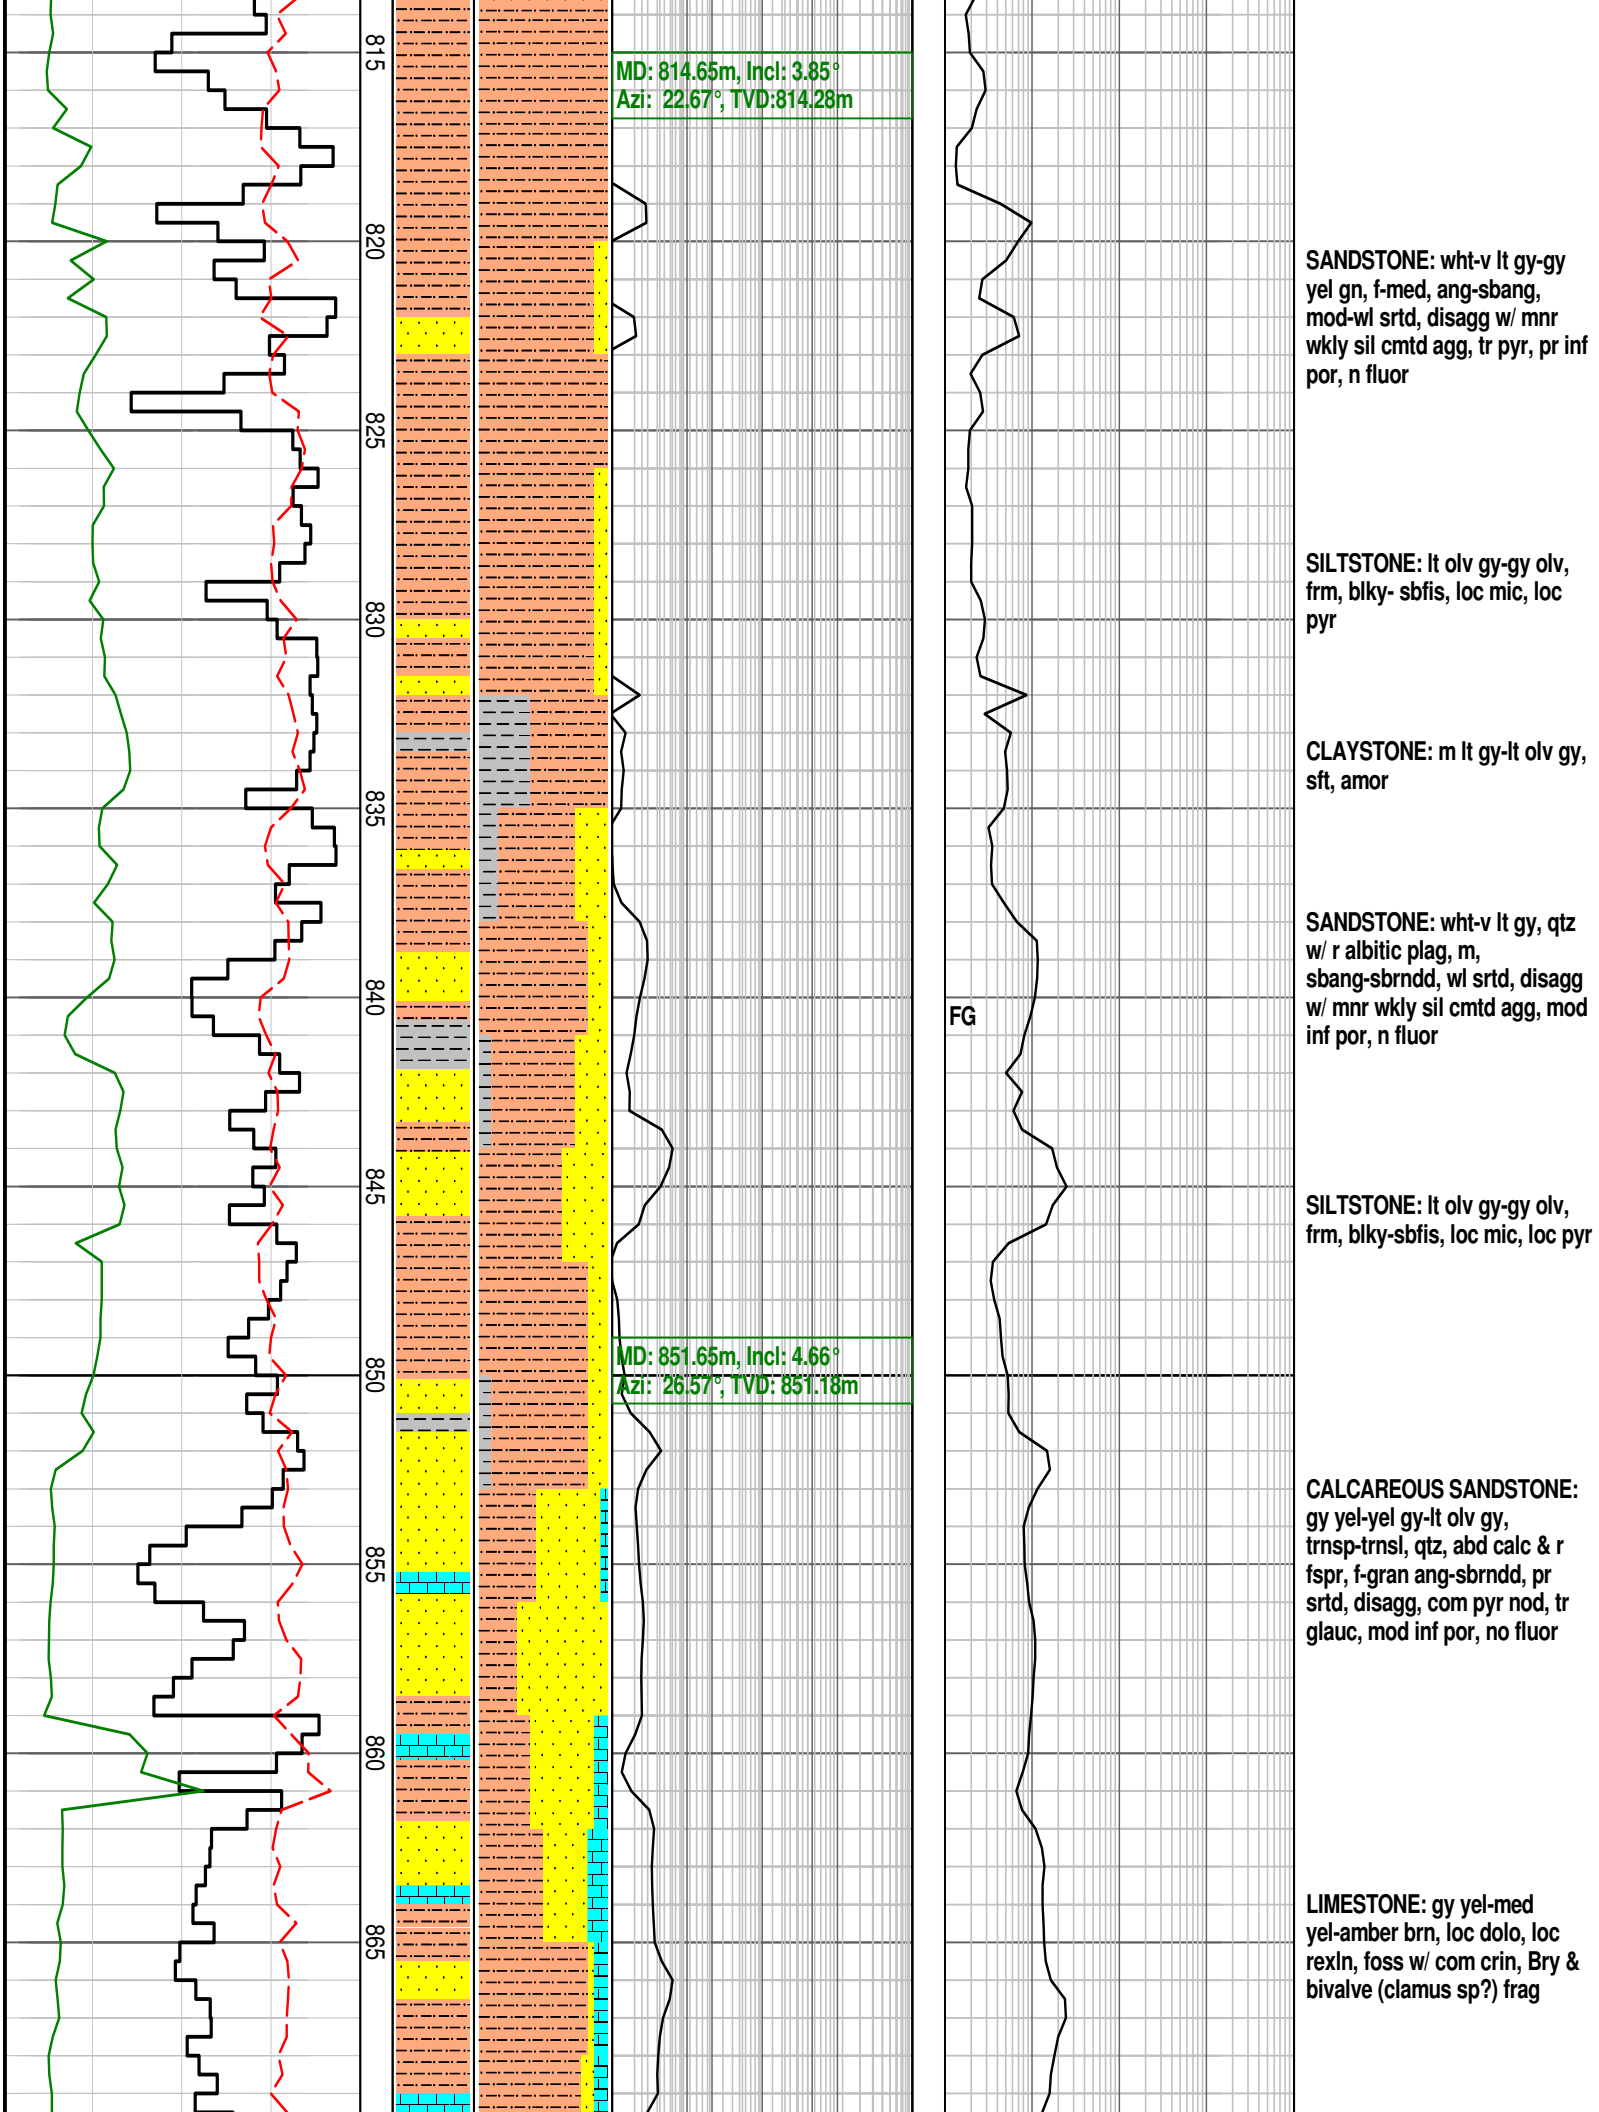 815
MD: 814.65m, Incl: 3.85°
Azi: 22.67°, TVD:814.28m
820
SANDSTONE: wht-v lt gy-gy
yel gn, f-med, ang-sbang,
mod-wl srtd, disagg w/ mnr
wkly sil cmtd agg, tr pyr, pr inf
por, n fluor
825
SILTSTONE: lt olv gy-gy olv,
frm, blky- sbfis, loc mic, loc
pyr
830
CLAYSTONE: m lt gy-lt olv gy,
sft, amor
835
SANDSTONE: wht-v lt gy, qtz
w/ r albitic plag, m,
sbang-sbrndd, wl srtd, disagg
w/ mnr wkly sil cmtd agg, mod
inf por, n fluor
840
FG
845
SILTSTONE: lt olv gy-gy olv,
frm, blky-sbfis, loc mic, loc pyr
850
MD: 851.65m, Incl: 4.66°
Azi: 26.57°, TVD: 851.18m
CALCAREOUS SANDSTONE:
gy yel-yel gy-lt olv gy,
trnsp-trnsl, qtz, abd calc & r
fspr, f-gran ang-sbrndd, pr
srtd, disagg, com pyr nod, tr
glauc, mod inf por, no fluor
855
860
LIMESTONE: gy yel-med
yel-amber brn, loc dolo, loc
rexln, foss w/ com crin, Bry &
bivalve (clamus sp?) frag
865